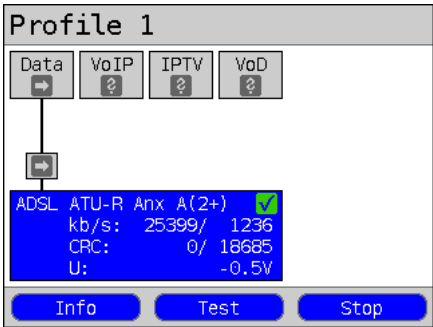 Profile 1
Data VoIP IPTV VoD
? ? ?
ADSL ATU-R Anx A(2+)
kb/s: 25399/ 1236
CRC: 0/ 18685
U: -0.5V
Info Test Stop